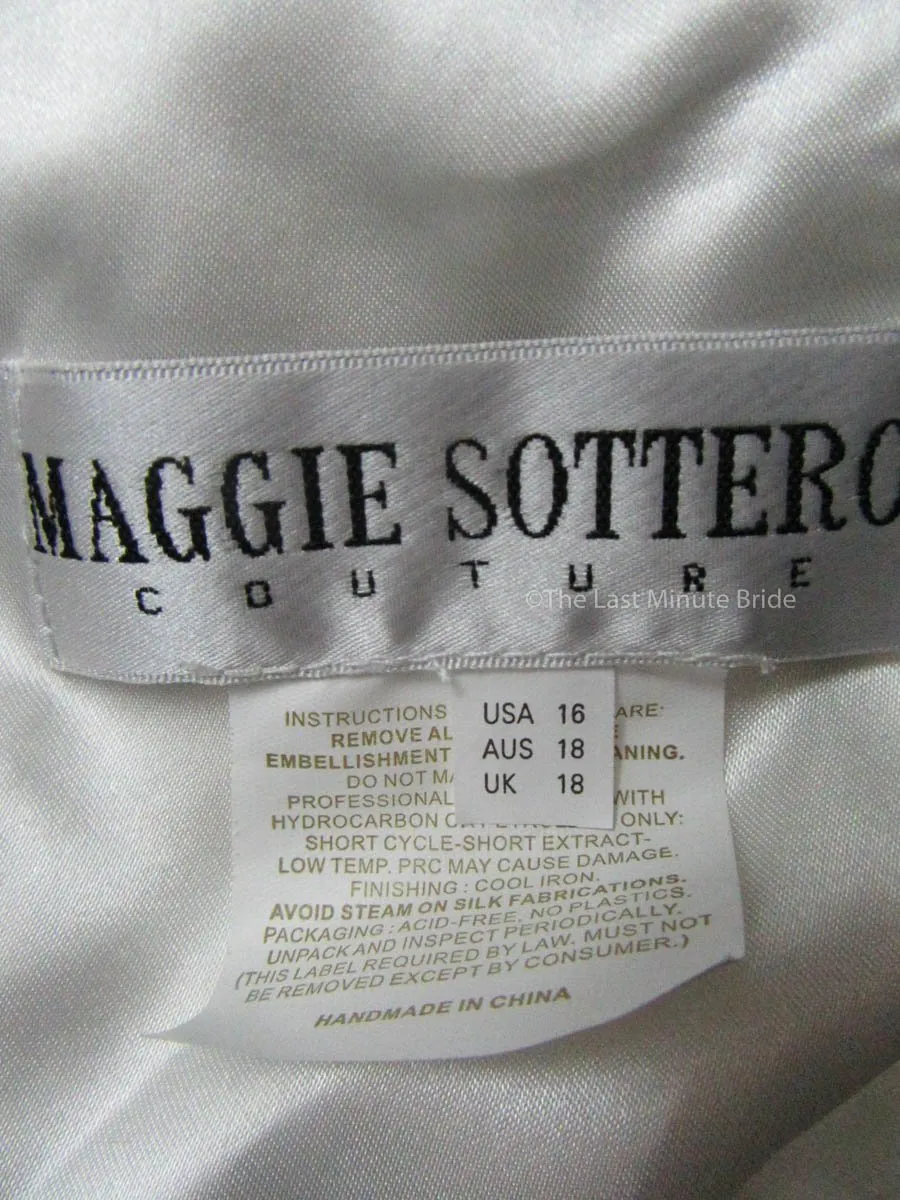 MAGGIE SOTTERO
COUTURE
©The Last Minute Bride
USA 16
AUS 18
UK 18
INSTRUCTIONS ARE:
REMOVE AL
EMBELLISHMENT ANING.
DO NOT MA
PROFESSIONAL WITH
HYDROCARBON ONLY:
SHORT CYCLE-SHORT EXTRACT-
LOW TEMP. PRC MAY CAUSE DAMAGE.
FINISHING : COOL IRON.
AVOID STEAM ON SILK FABRICATIONS.
PACKAGING : ACID-FREE, NO PLASTICS.
UNPACK AND INSPECT PERIODICALLY.
(THIS LABEL REQUIRED BY LAW. MUST NOT
BE REMOVED EXCEPT BY CONSUMER.)
HANDMADE IN CHINA